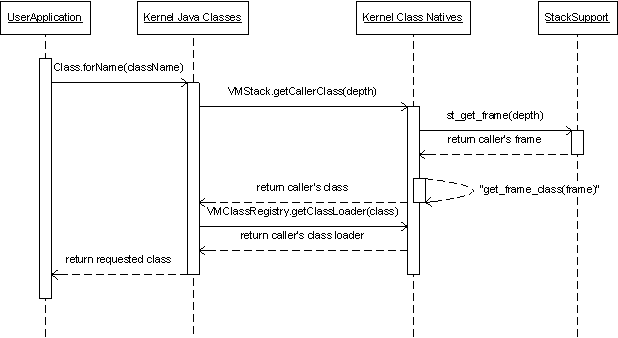 UserApplication
Kernel Java Classes
Kernel Class Natives
StackSupport
Class.forName(className)
VMStack.getCallerClass(depth)
st_get_frame(depth)
return caller's frame
return caller's class
"get_frame_class(frame)"
VMClassRegistry.getClassLoader(class)
return caller's class loader
return requested class